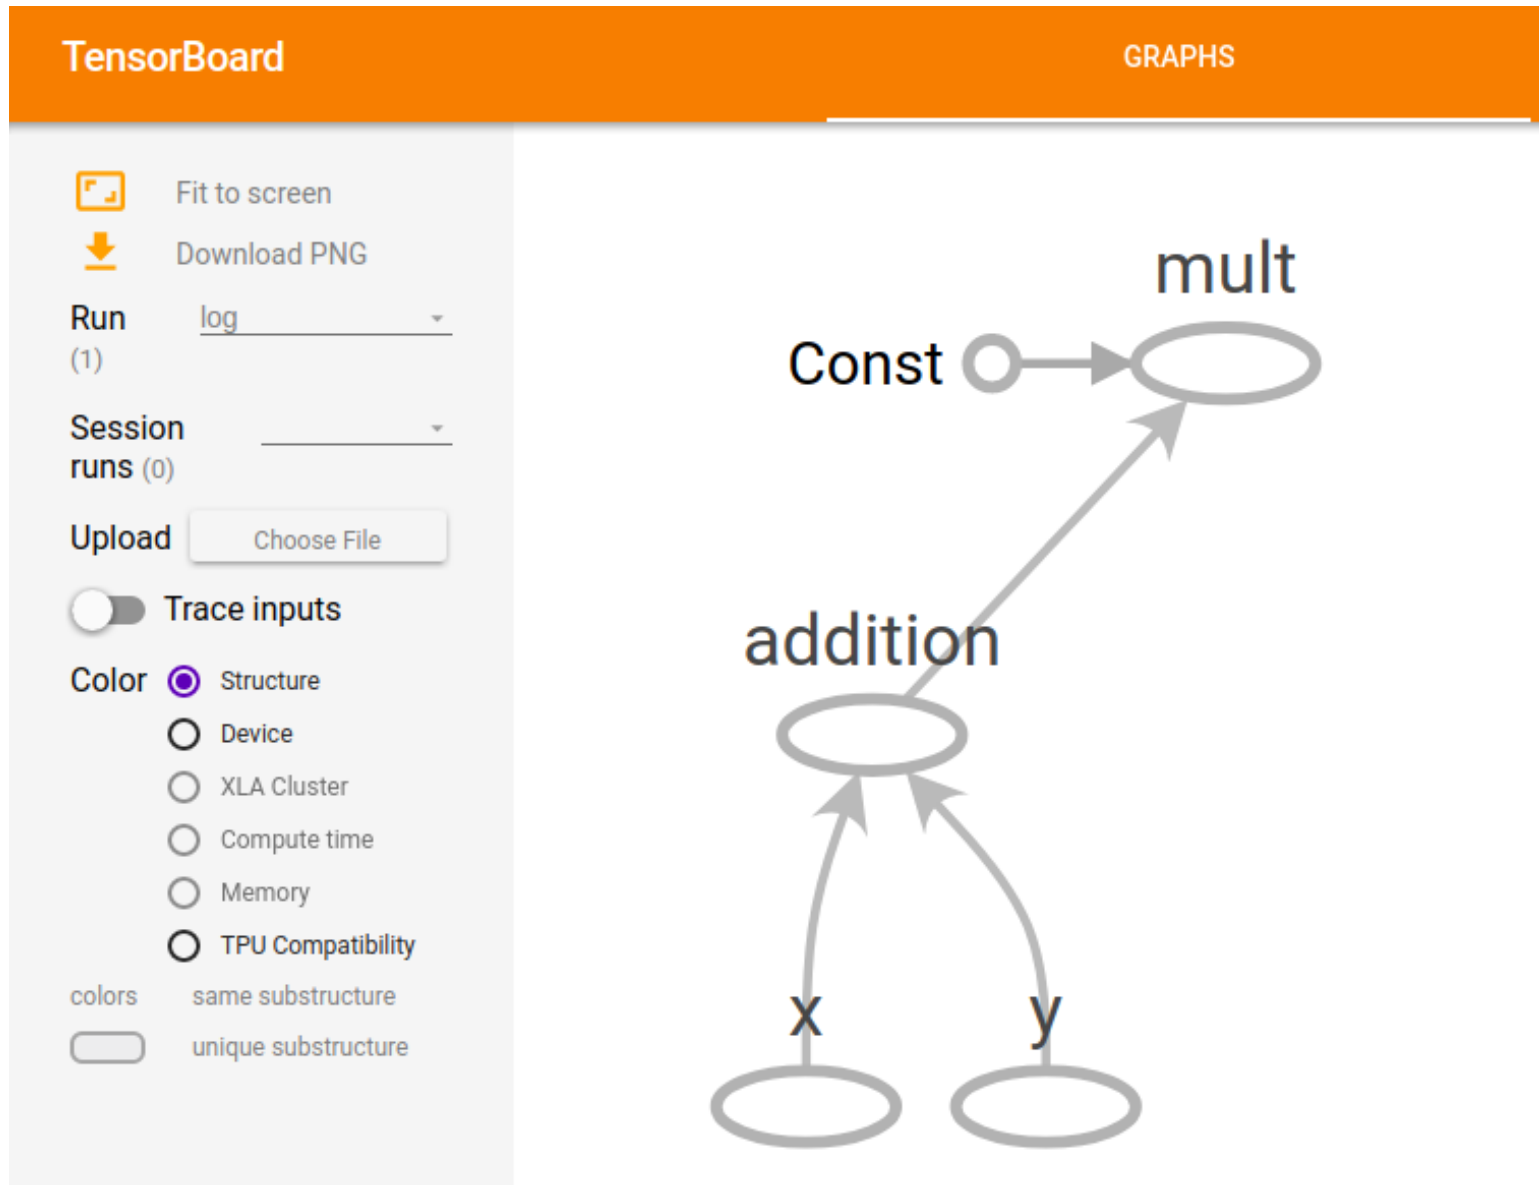 TensorBoard
GRAPHS
Fit to screen
Download PNG
Run log
(1)
Session
runs (0)
Upload Choose File
Trace inputs
Color Structure
Device
XLA Cluster
Compute time
Memory
TPU Compatibility
colors same substructure
unique substructure
mult
Const
addition
x y